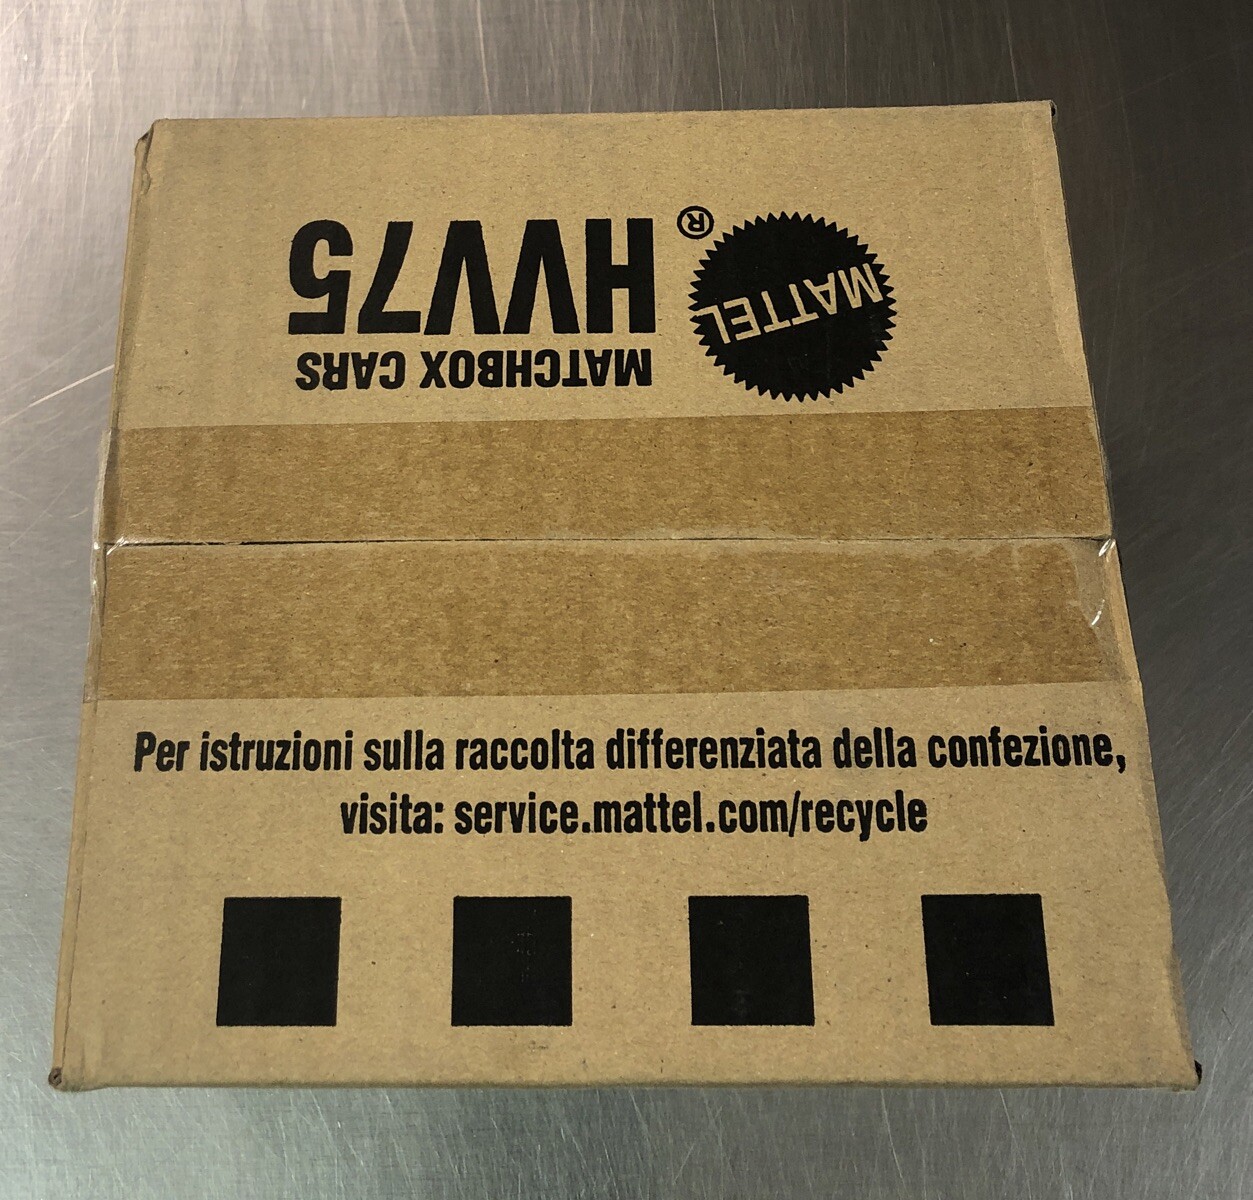 MATTEL
®
HVV75
MATCHBOX CARS
Per istruzioni sulla raccolta differenziata della confezione,
visita: service.mattel.com/recycle